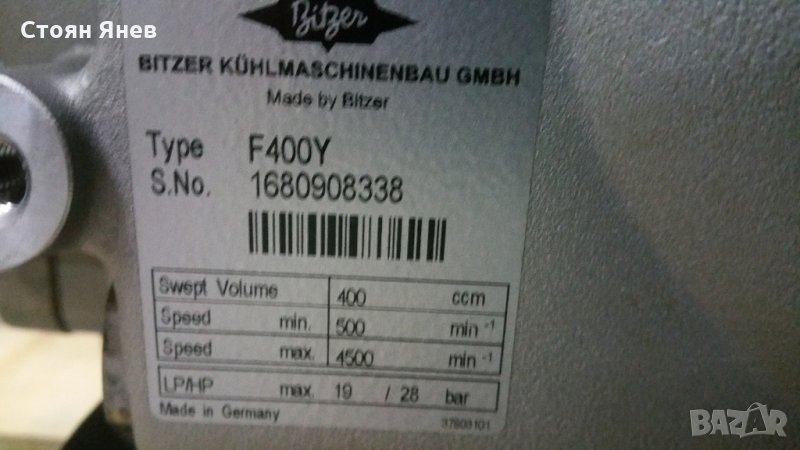 Стоян Янев
Bitzer
BITZER KÜHLMASCHINENBAU GMBH
Made by Bitzer
Type F400Y
S.No. 1680908338
Swept Volume 400 ccm
Speed min. 500 min -1
Speed max. 4500 min -1
LP/HP max. 19 / 28 bar
Made in Germany
BAZAR